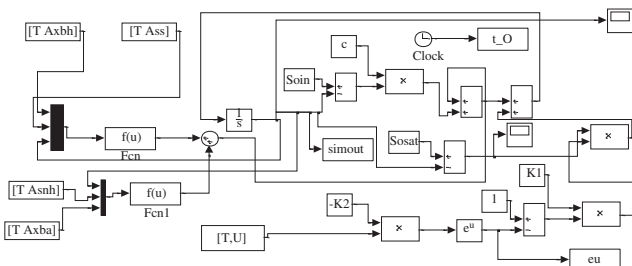 [T Axbh]
[T Ass]
c
t_O
Clock
Soin
×
1
s
f(u)
Fcn
simout
Sosat
×
[T Asnh]
f(u)
Fcn1
[T Axba]
-K2
K1
1
[T,U]
×
e^u
×
eu